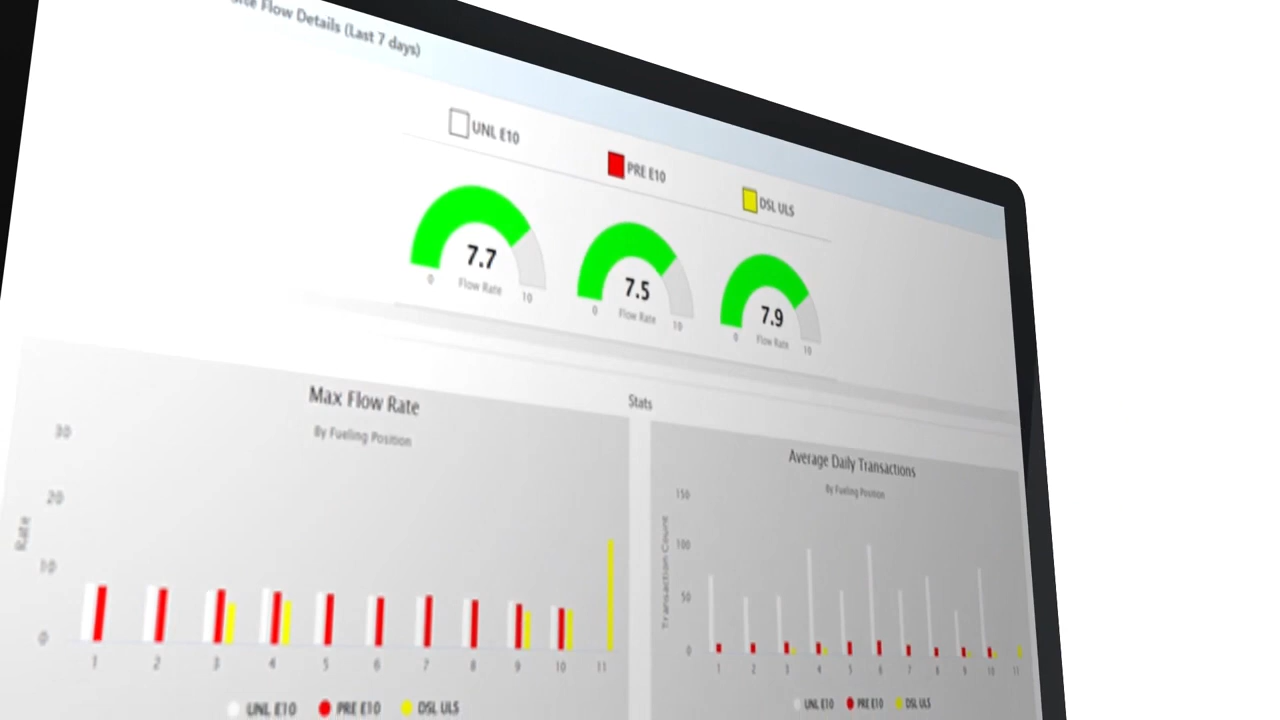 Flow Details (Last 7 days)
UNL E10
PRE E10
DSL ULS
7.7
0 Flow Rate 10
7.5
0 Flow Rate 10
7.9
0 Flow Rate 10
Stats
Max Flow Rate
By Fueling Position
30
20
10
0
Rate
1 2 3 4 5 6 7 8 9 10 11
UNL E10 PRE E10 DSL ULS
Average Daily Transactions
By Fueling Position
150
100
50
0
Transaction Count
1 2 3 4 5 6 7 8 9 10 11
UNL E10 PRE E10 DSL ULS